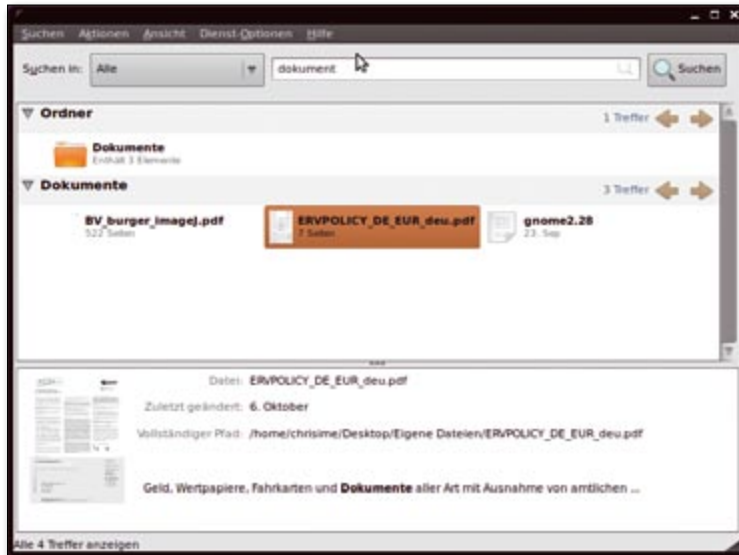 Suchen Aktionen Ansicht Dienst-Optionen Hilfe
Suchen in: Alle dokument Suchen
Ordner 1 Treffer
Dokumente
Enthält 3 Elemente
Dokumente 3 Treffer
BV_burger_imageJ.pdf ERVPOLICY_DE_EUR_deu.pdf gnome2.28
522 Seiten 7 Seiten 23. Sep
Datei: ERVPOLICY_DE_EUR_deu.pdf
Zuletzt geändert: 6. Oktober
Vollständiger Pfad: /home/chrisime/Desktop/Eigene Dateien/ERVPOLICY_DE_EUR_deu.pdf
Geld, Wertpapiere, Fahrkarten und Dokumente aller Art mit Ausnahme von amtlichen ...
Alle 4 Treffer anzeigen